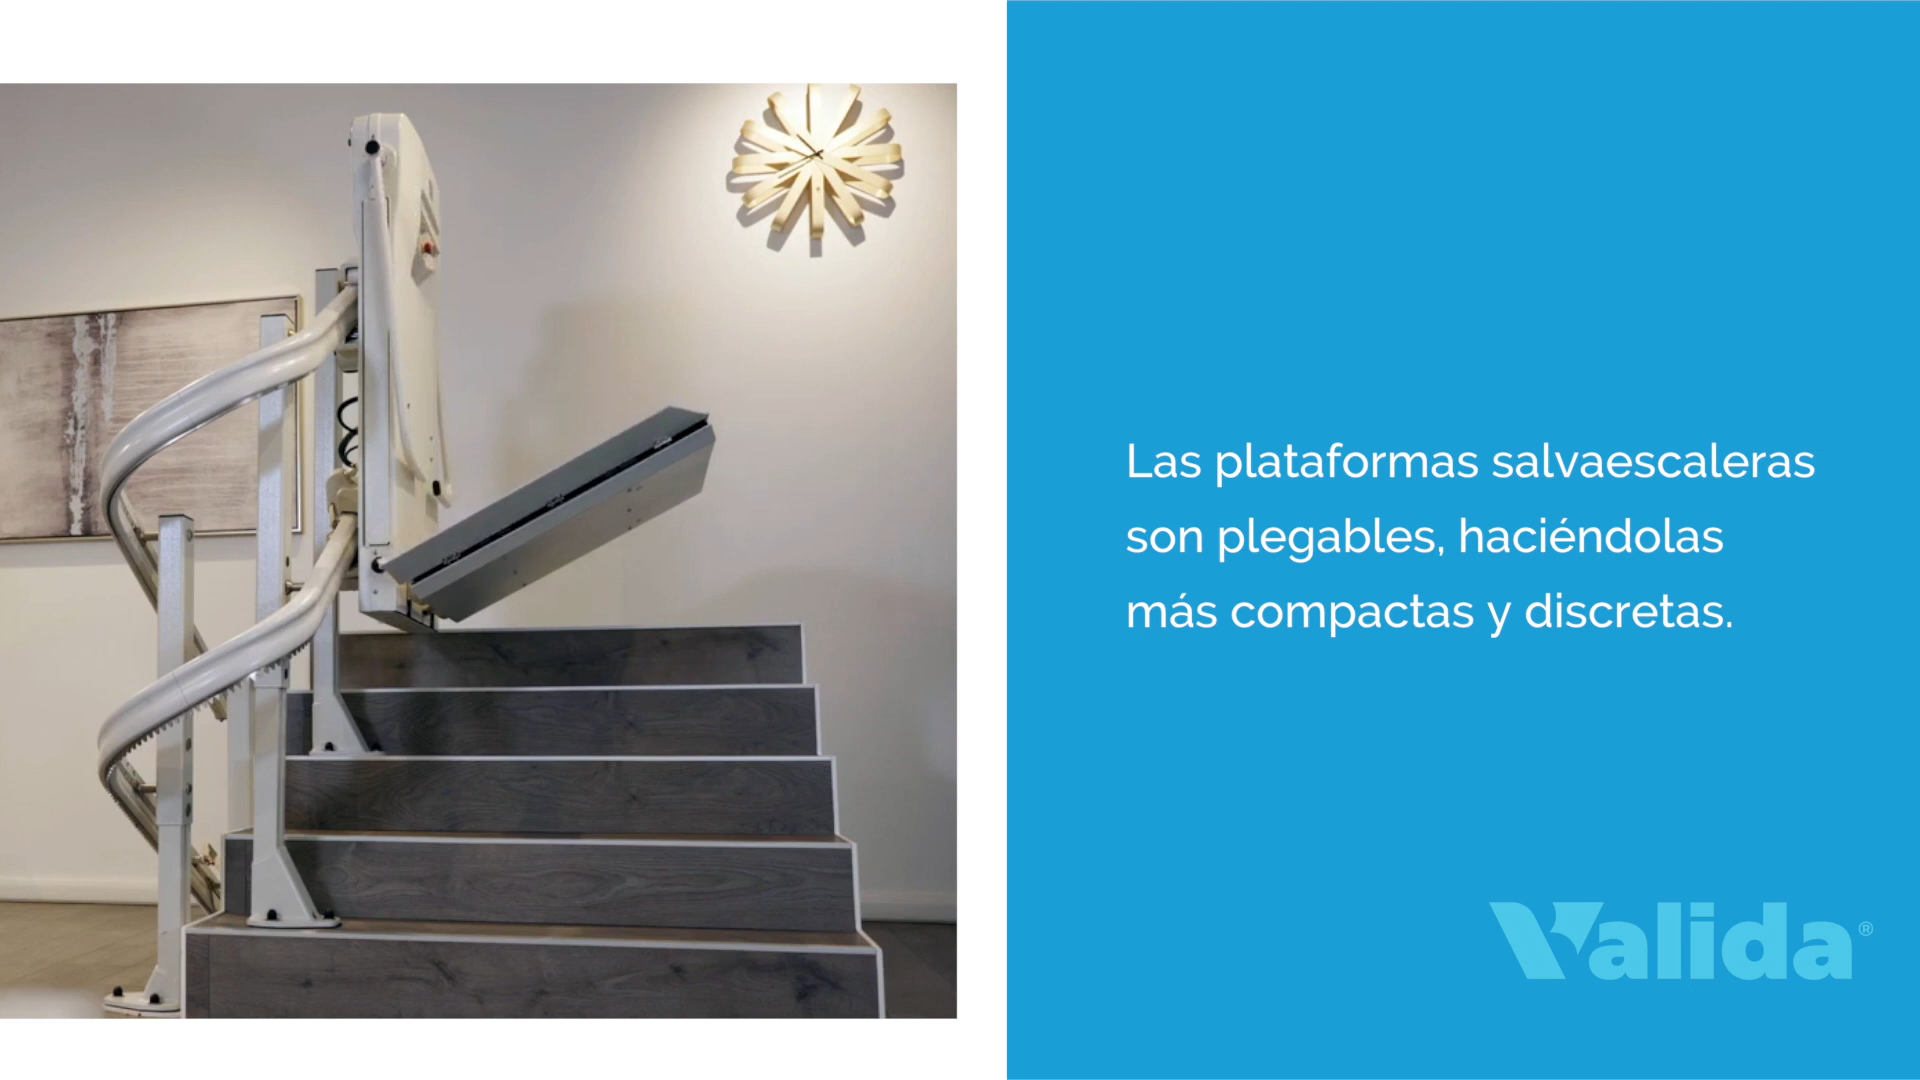 Las plataformas salvaescaleras
son plegables, haciéndolas
más compactas y discretas.
Valida®